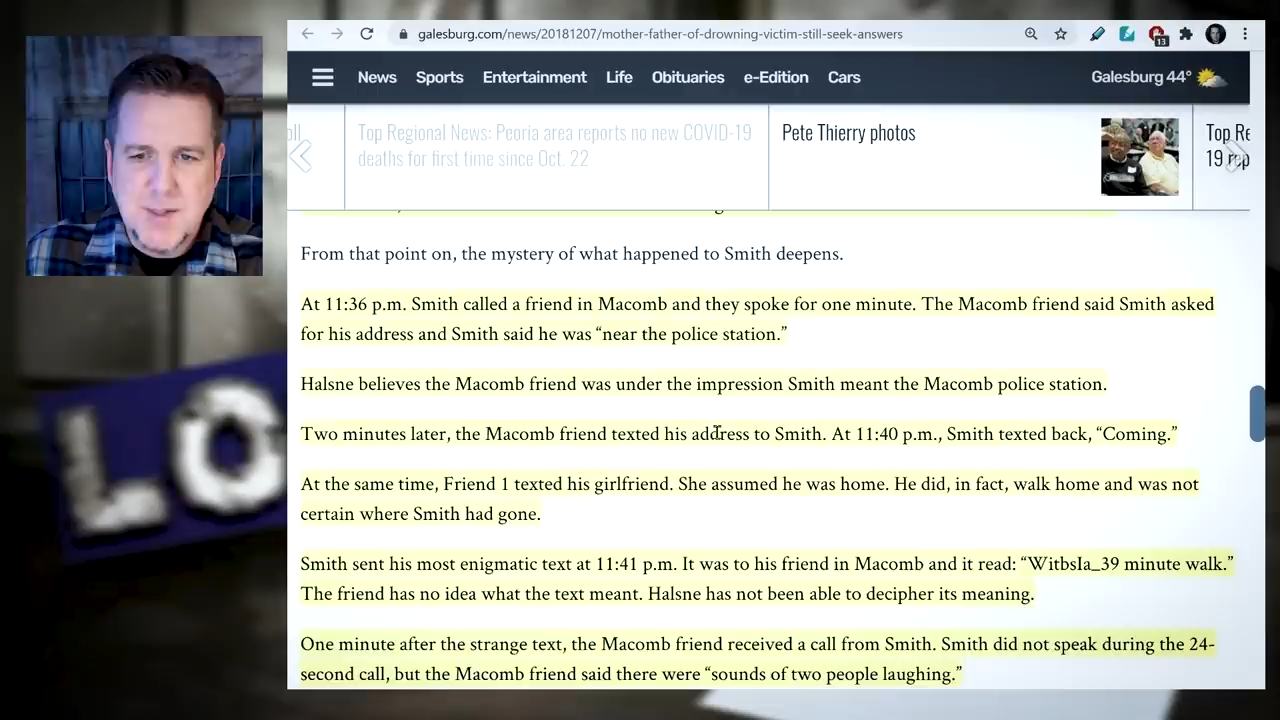 galesburg.com/news/20181207/mother-father-of-drowning-victim-still-seek-answers
13
News Sports Entertainment Life Obituaries e-Edition Cars
Galesburg 44°
oll
Top Regional News: Peoria area reports no new COVID-19
deaths for first time since Oct. 22
Pete Thierry photos
Top Re
19 rep
From that point on, the mystery of what happened to Smith deepens.
At 11:36 p.m. Smith called a friend in Macomb and they spoke for one minute. The Macomb friend said Smith asked
for his address and Smith said he was “near the police station.”
Halsne believes the Macomb friend was under the impression Smith meant the Macomb police station.
Two minutes later, the Macomb friend texted his address to Smith. At 11:40 p.m., Smith texted back, “Coming.”
At the same time, Friend 1 texted his girlfriend. She assumed he was home. He did, in fact, walk home and was not
certain where Smith had gone.
Smith sent his most enigmatic text at 11:41 p.m. It was to his friend in Macomb and it read: “WitbsIa_39 minute walk.”
The friend has no idea what the text meant. Halsne has not been able to decipher its meaning.
One minute after the strange text, the Macomb friend received a call from Smith. Smith did not speak during the 24-
second call, but the Macomb friend said there were “sounds of two people laughing.”
LO